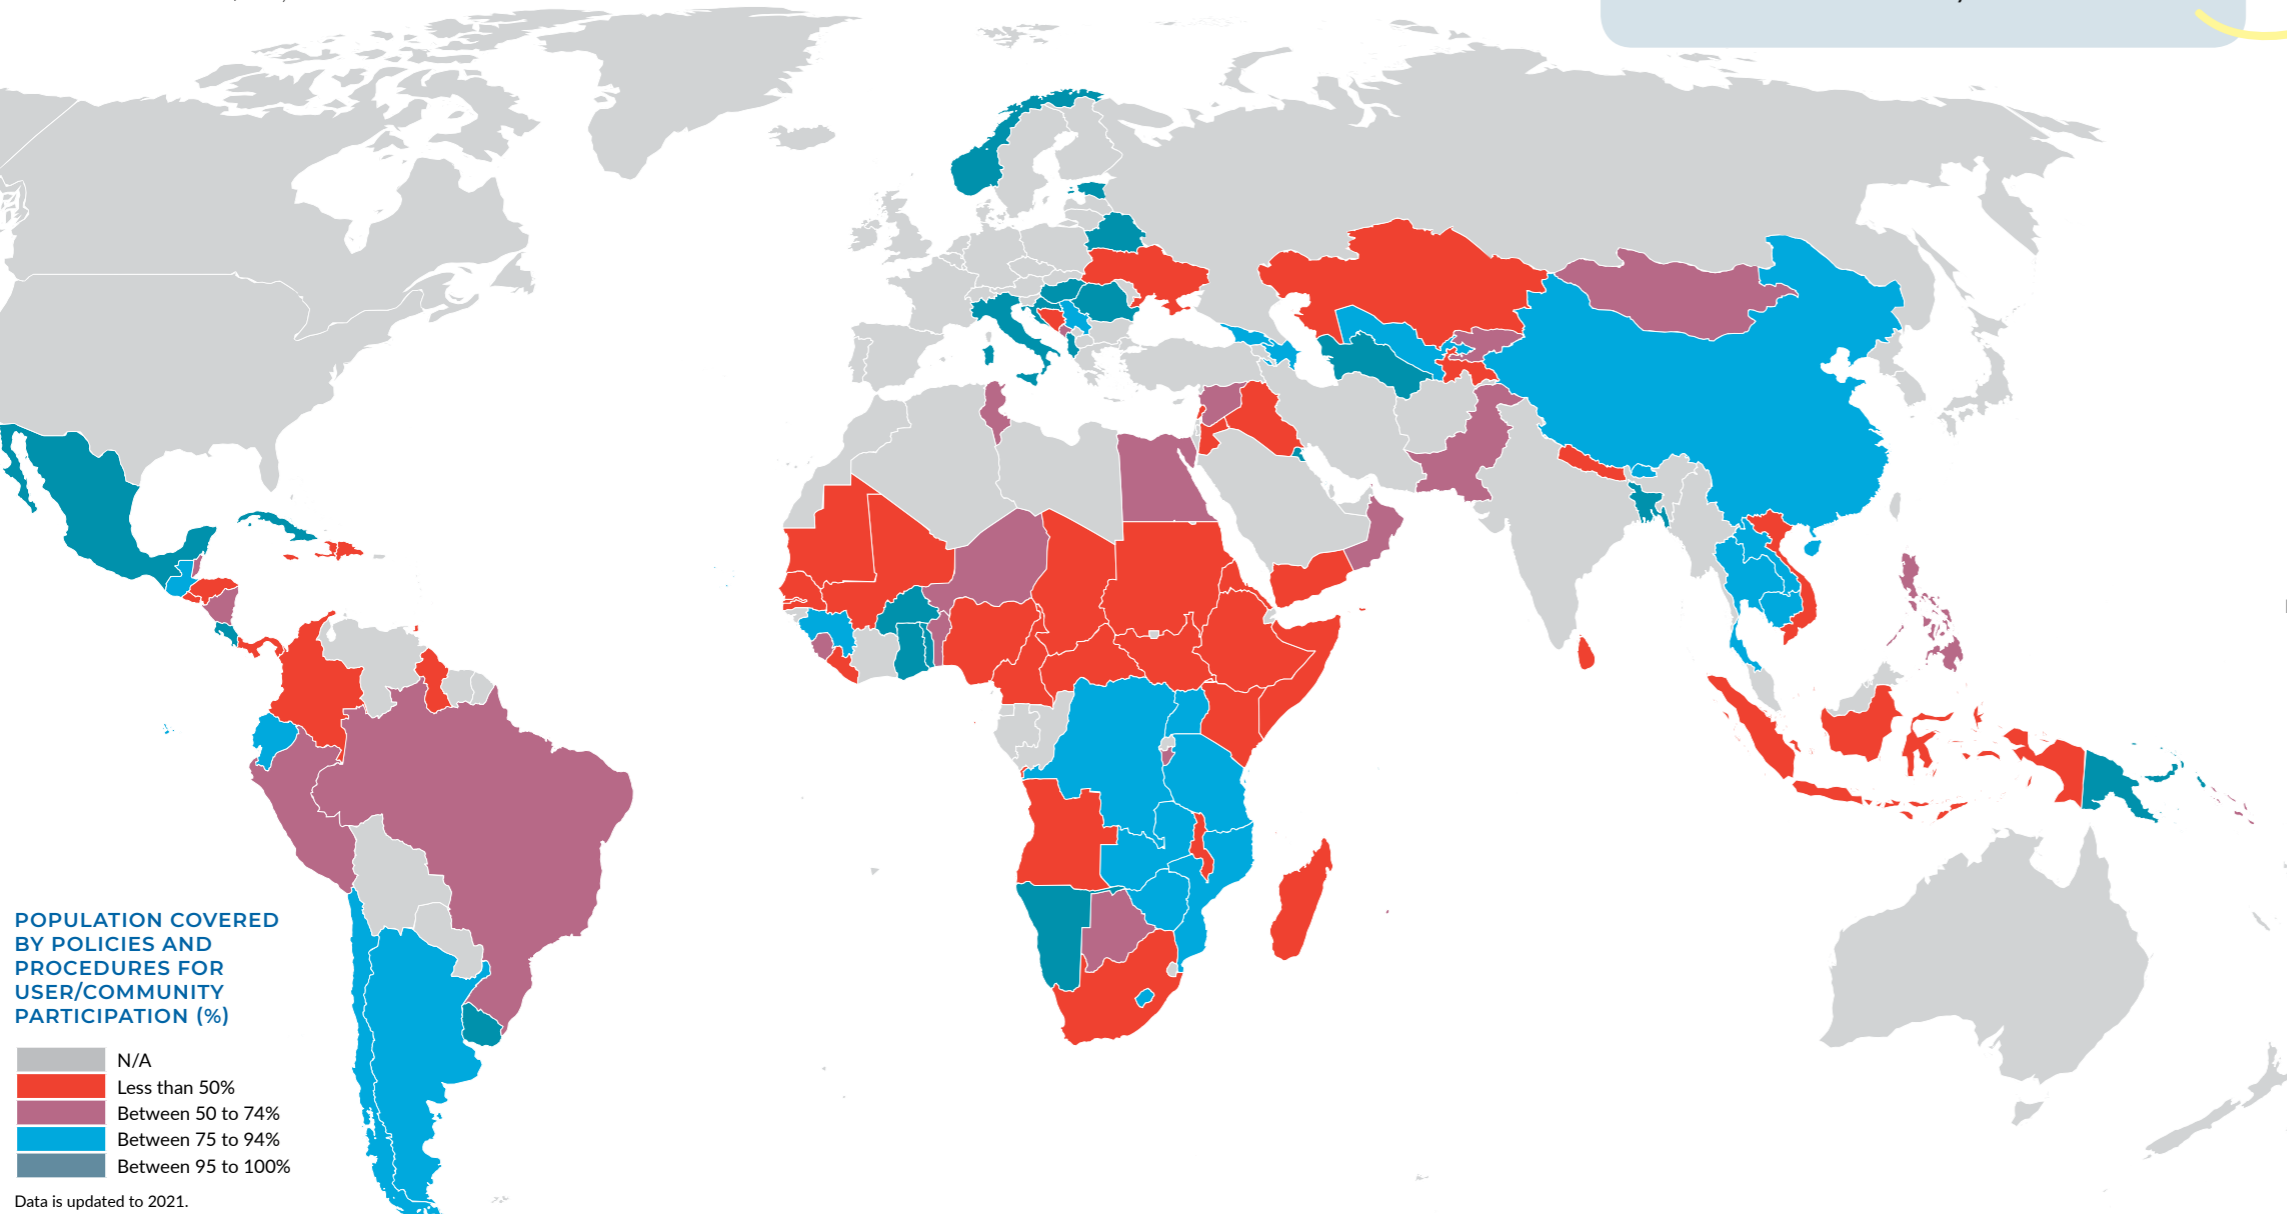 POPULATION COVERED
BY POLICIES AND
PROCEDURES FOR
USER/COMMUNITY
PARTICIPATION (%)
N/A
Less than 50%
Between 50 to 74%
Between 75 to 94%
Between 95 to 100%
Data is updated to 2021.